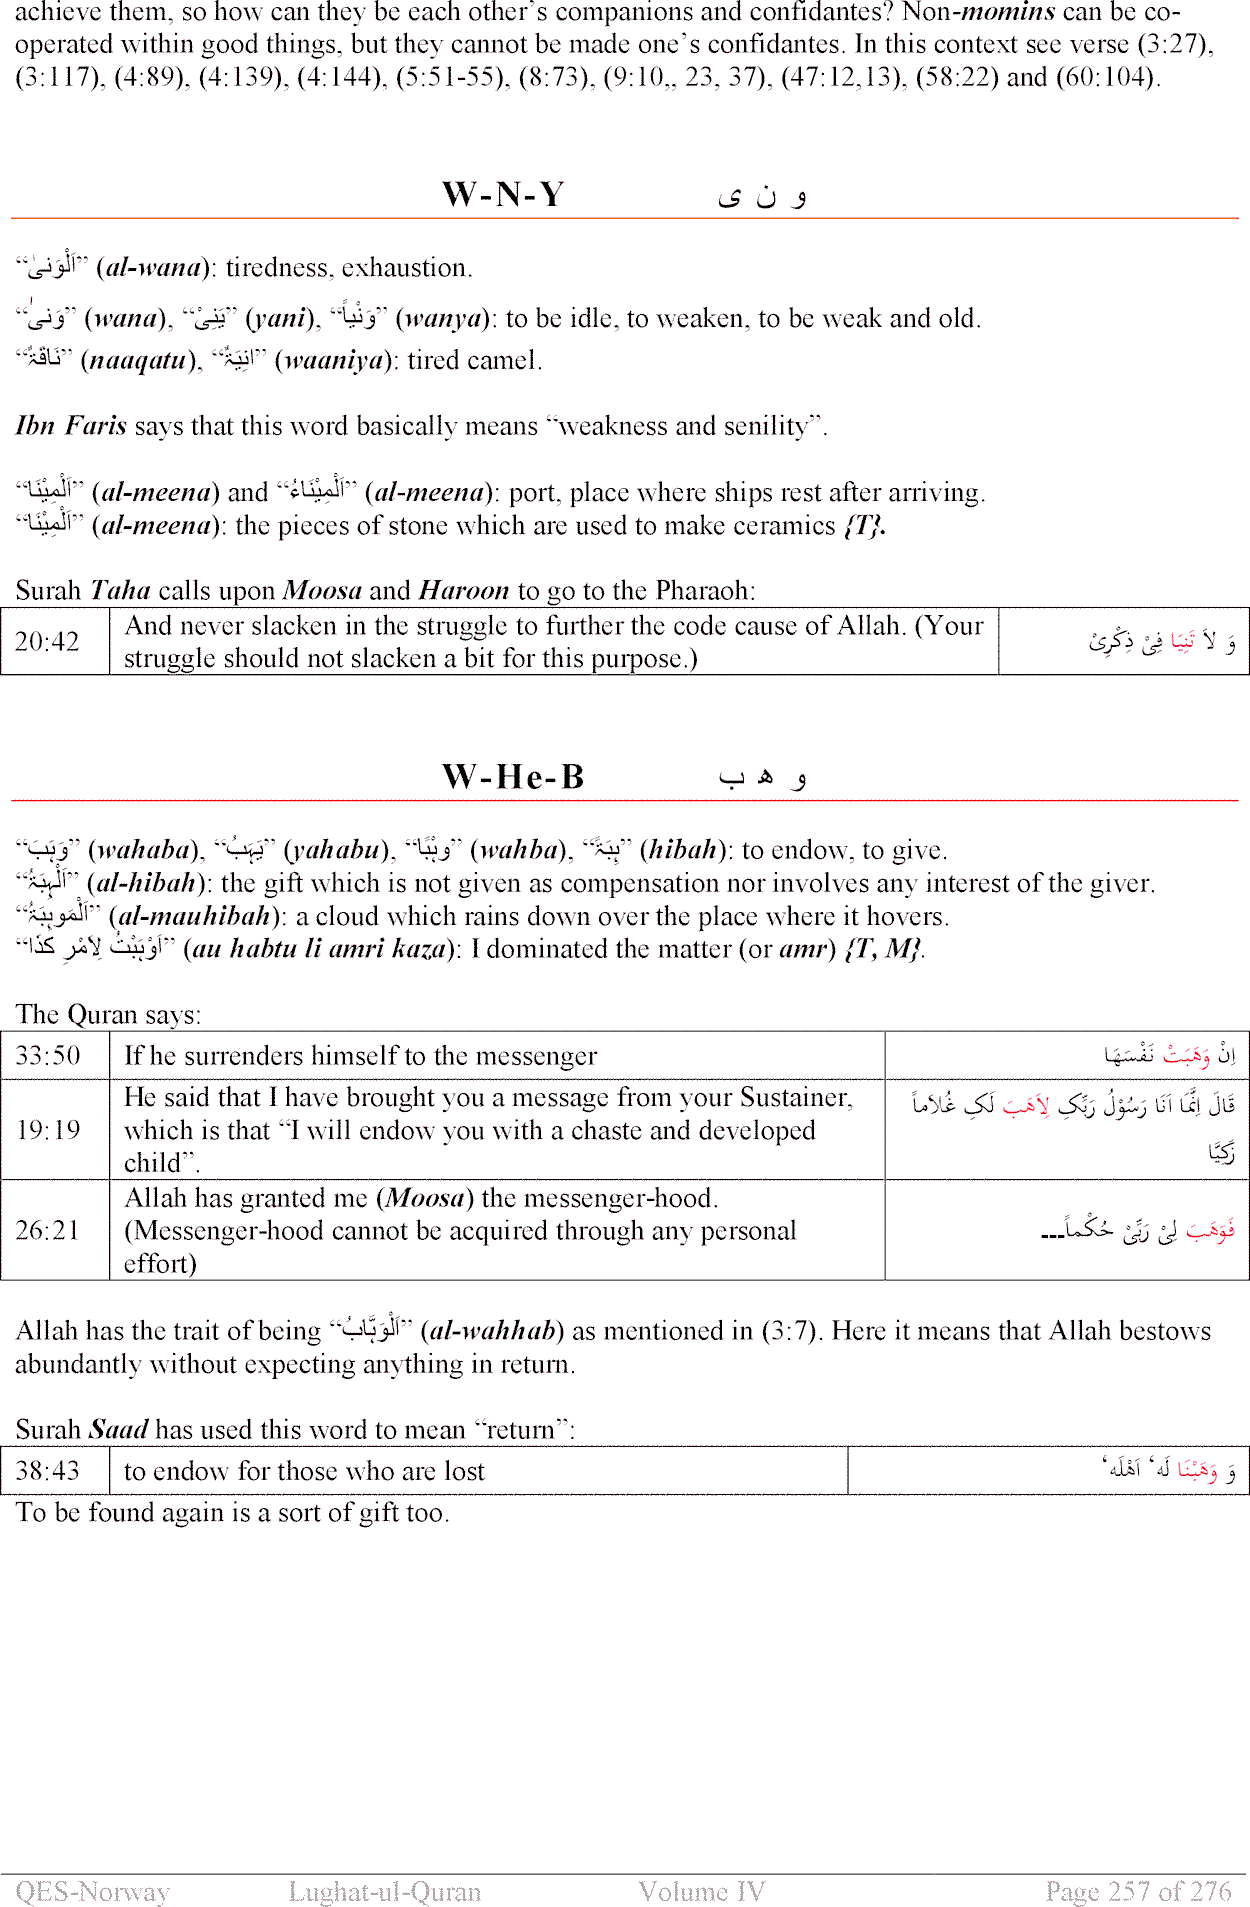 achieve them, so how can they be each other’s companions and confidantes? Non-momins can be co-
operated within good things, but they cannot be made one’s confidantes. In this context see verse (3:27),
(3:117), (4:89), (4:139), (4:144), (5:51-55), (8:73), (9:10,, 23, 37), (47:12,13), (58:22) and (60:104).
W-N-Y و ن ی
“اَلْوَنىٰ” (al-wana): tiredness, exhaustion.
“وَنىٰ” (wana), “يَنِیْ” (yani), “وَنْياً” (wanya): to be idle, to weaken, to be weak and old.
“نَاقَۃٌ” (naaqatu), “انِيَۃٌ” (waaniya): tired camel.
Ibn Faris says that this word basically means “weakness and senility”.
“اَلْمِيْنَا” (al-meena) and “اَلْمِيْنَاءُ” (al-meena): port, place where ships rest after arriving.
“اَلْمِيْنَا” (al-meena): the pieces of stone which are used to make ceramics {T}.
Surah Taha calls upon Moosa and Haroon to go to the Pharaoh:
20:42 And never slacken in the struggle to further the code cause of Allah. (Your وَ لاَ تَنِيَا فِیْ ذِکْرِیْ
struggle should not slacken a bit for this purpose.)
W-He-B و ه ب
“وَہَبَ” (wahaba), “يَہَبُ” (yahabu), “وہْبًا” (wahba), “ہِبَۃً” (hibah): to endow, to give.
“اَلْہِبَۃُ” (al-hibah): the gift which is not given as compensation nor involves any interest of the giver.
“اَلْمَوہِبَۃُ” (al-mauhibah): a cloud which rains down over the place where it hovers.
“اَوْہَبْتُ لِاَمْرِ کَذَا” (au habtu li amri kaza): I dominated the matter (or amr) {T, M}.
The Quran says:
33:50 If he surrenders himself to the messenger اِنْ وَهَبَتْ نَفْسَهَا
He said that I have brought you a message from your Sustainer, قَالَ اِنَّمَا اَنَا رَسُوْلُ رَبِّکِ لِاَهَبَ لَکِ غُلاَماً
19:19 which is that “I will endow you with a chaste and developed
child”. زَکِيًّا
Allah has granted me (Moosa) the messenger-hood.
26:21 (Messenger-hood cannot be acquired through any personal فَوَهَبَ لِیْ رَبِّیْ حُکْماً---
effort)
Allah has the trait of being “اَلْوَہَّابُ” (al-wahhab) as mentioned in (3:7). Here it means that Allah bestows
abundantly without expecting anything in return.
Surah Saad has used this word to mean “return”:
38:43 to endow for those who are lost وَ وَهَبْنَا لَه‘ اَهْلَه‘
To be found again is a sort of gift too.
QES-Norway Lughat-ul-Quran Volume IV Page 257 of 276